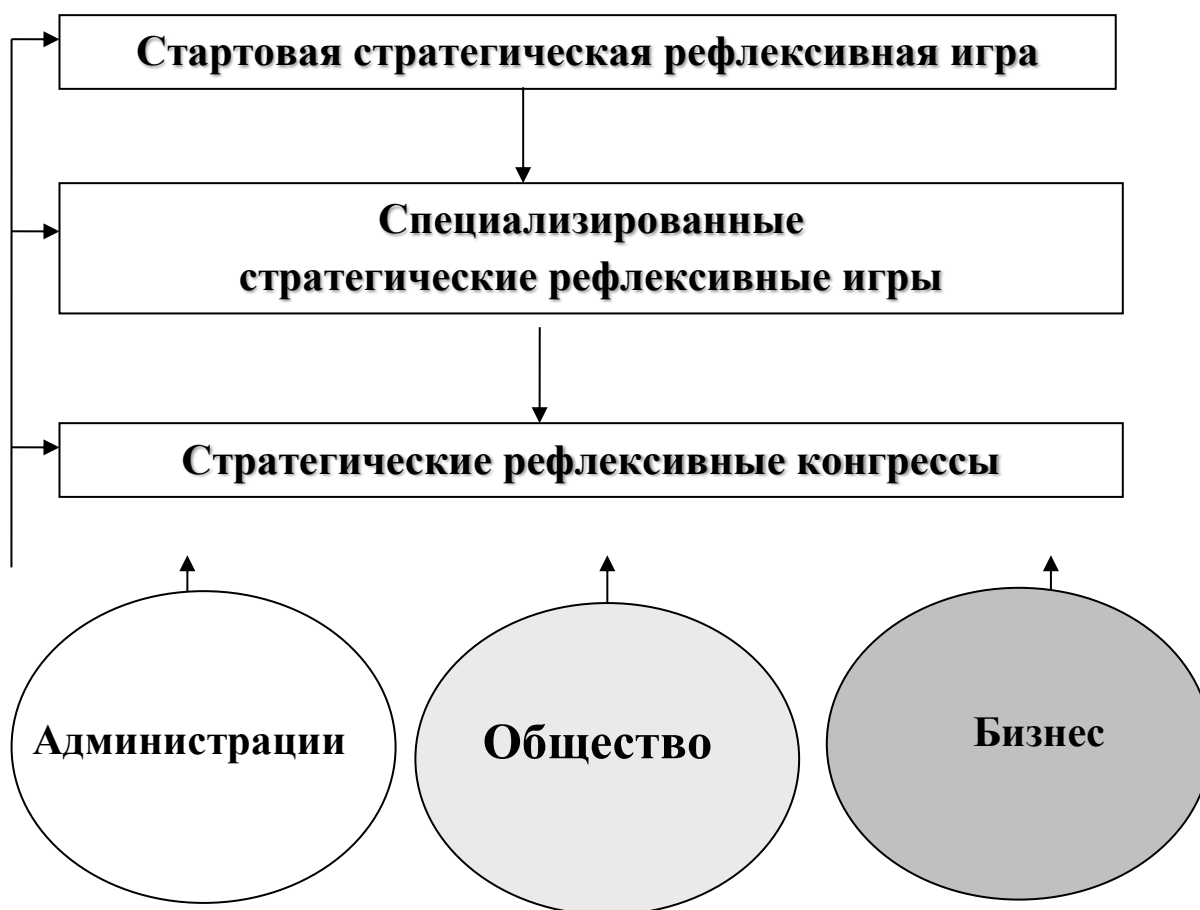 Стартовая стратегическая рефлексивная игра
Специализированные
стратегические рефлексивные игры
Стратегические рефлексивные конгрессы
Администрации
Общество
Бизнес